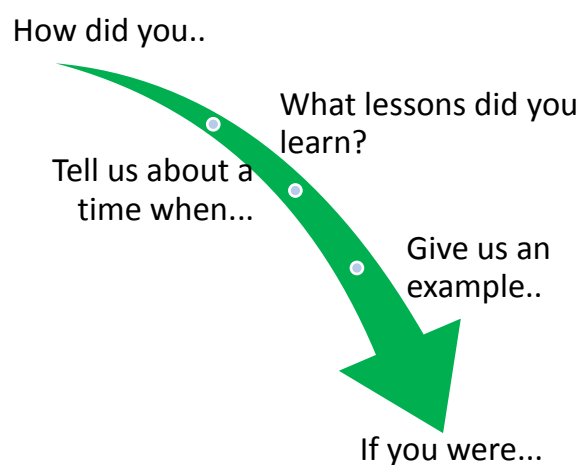 How did you..
What lessons did you
learn?
Tell us about a
time when...
Give us an
example..
If you were...